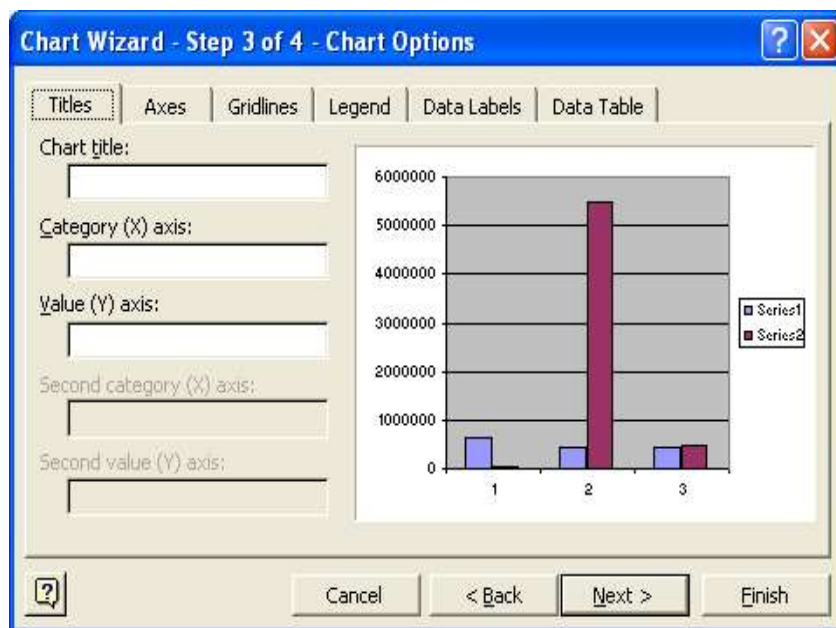 Chart Wizard - Step 3 of 4 - Chart Options
Titles Axes Gridlines Legend Data Labels Data Table
Chart title:
Category (X) axis:
Value (Y) axis:
Second category (X) axis:
Second value (Y) axis:
6000000
5000000
4000000
3000000
2000000
1000000
0
1 2 3
Series1
Series2
Cancel < Back Next > Finish